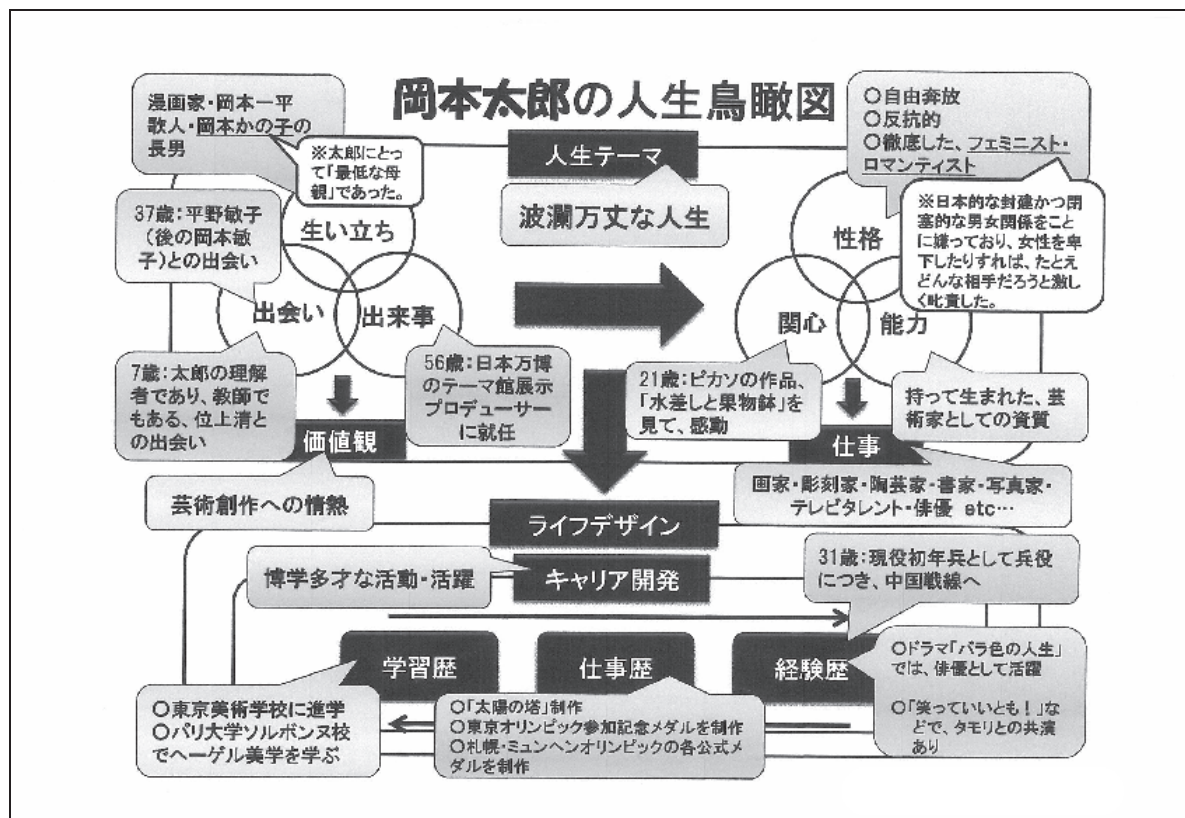 岡本太郎の人生鳥瞰図
漫画家・岡本一平
歌人・岡本かの子の
長男
※太郎にとっ
て「最低な母
親」であった。
人生テーマ
波瀾万丈な人生
○自由奔放
○反抗的
○徹底した、フェミニスト・
ロマンティスト
※日本的な封建かつ閉
塞的な男女関係をこと
に嫌っており、女性を卑
下したりすれば、たとえ
どんな相手だろうと激し
く叱責した。
37歳：平野敏子
（後の岡本敏
子）との出会い
生い立ち
出会い
出来事
性格
関心
能力
7歳：太郎の理解
者であり、教師で
もある、位上清と
の出会い
56歳：日本万博
のテーマ館展示
プロデューサー
に就任
21歳：ピカソの作品、
「水差しと果物鉢」を
見て、感動
持って生まれた、芸
術家としての資質
価値観
仕事
芸術創作への情熱
画家・彫刻家・陶芸家・書家・写真家・
テレビタレント・俳優 etc…
ライフデザイン
博学多才な活動・活躍
キャリア開発
31歳：現役初年兵として兵役
につき、中国戦線へ
学習歴
仕事歴
経験歴
○東京美術学校に進学
○パリ大学ソルボンヌ校
でヘーゲル美学を学ぶ
○「太陽の塔」制作
○東京オリンピック参加記念メダルを制作
○札幌・ミュンヘンオリンピックの各公式メ
ダルを制作
○ドラマ「バラ色の人生」
では、俳優として活躍
○「笑っていいとも！」な
どで、タモリとの共演
あり